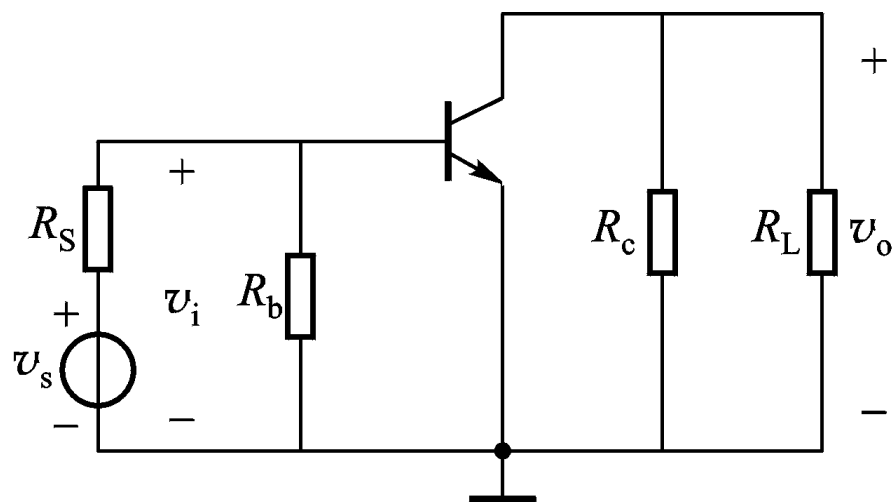 +
+
R_S
R_c
R_L
v_o
R_b
v_i
+
v_s
−
−
−